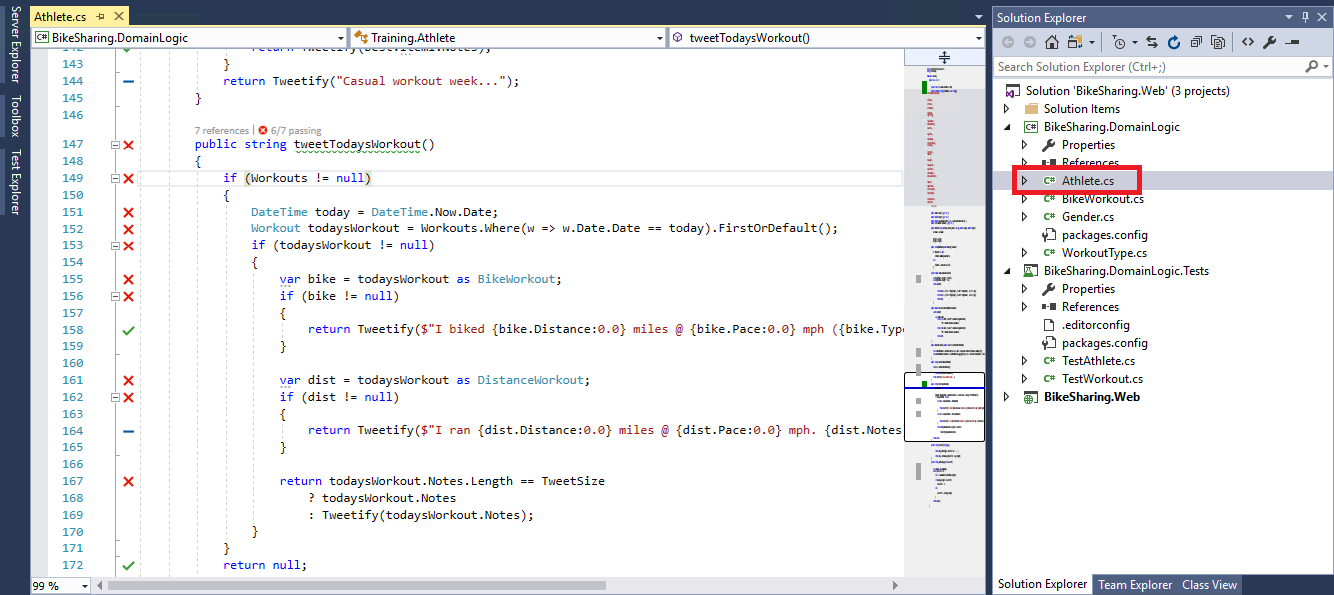 Server Explorer
Toolbox
Test Explorer
Athlete.cs
BikeSharing.DomainLogic
Training.Athlete
tweetTodaysWorkout()
143 }
144 return Tweetify("Casual workout week...");
145 }
146
7 references | 6/7 passing
147 public string tweetTodaysWorkout()
148 {
149 if (Workouts != null)
150 {
151 DateTime today = DateTime.Now.Date;
152 Workout todaysWorkout = Workouts.Where(w => w.Date.Date == today).FirstOrDefault();
153 if (todaysWorkout != null)
154 {
155 var bike = todaysWorkout as BikeWorkout;
156 if (bike != null)
157 {
158 return Tweetify($"I biked {bike.Distance:0.0} miles @ {bike.Pace:0.0} mph ({bike.Type
159 }
160
161 var dist = todaysWorkout as DistanceWorkout;
162 if (dist != null)
163 {
164 return Tweetify($"I ran {dist.Distance:0.0} miles @ {dist.Pace:0.0} mph. {dist.Notes
165 }
166
167 return todaysWorkout.Notes.Length == TweetSize
168 ? todaysWorkout.Notes
169 : Tweetify(todaysWorkout.Notes);
170 }
171 }
172 return null;
99 %
Solution Explorer
Search Solution Explorer (Ctrl+;)
Solution 'BikeSharing.Web' (3 projects)
Solution Items
C# BikeSharing.DomainLogic
Properties
References
C# Athlete.cs
C# BikeWorkout.cs
C# Gender.cs
packages.config
C# WorkoutType.cs
BikeSharing.DomainLogic.Tests
Properties
References
.editorconfig
packages.config
C# TestAthlete.cs
C# TestWorkout.cs
BikeSharing.Web
Solution Explorer
Team Explorer
Class View